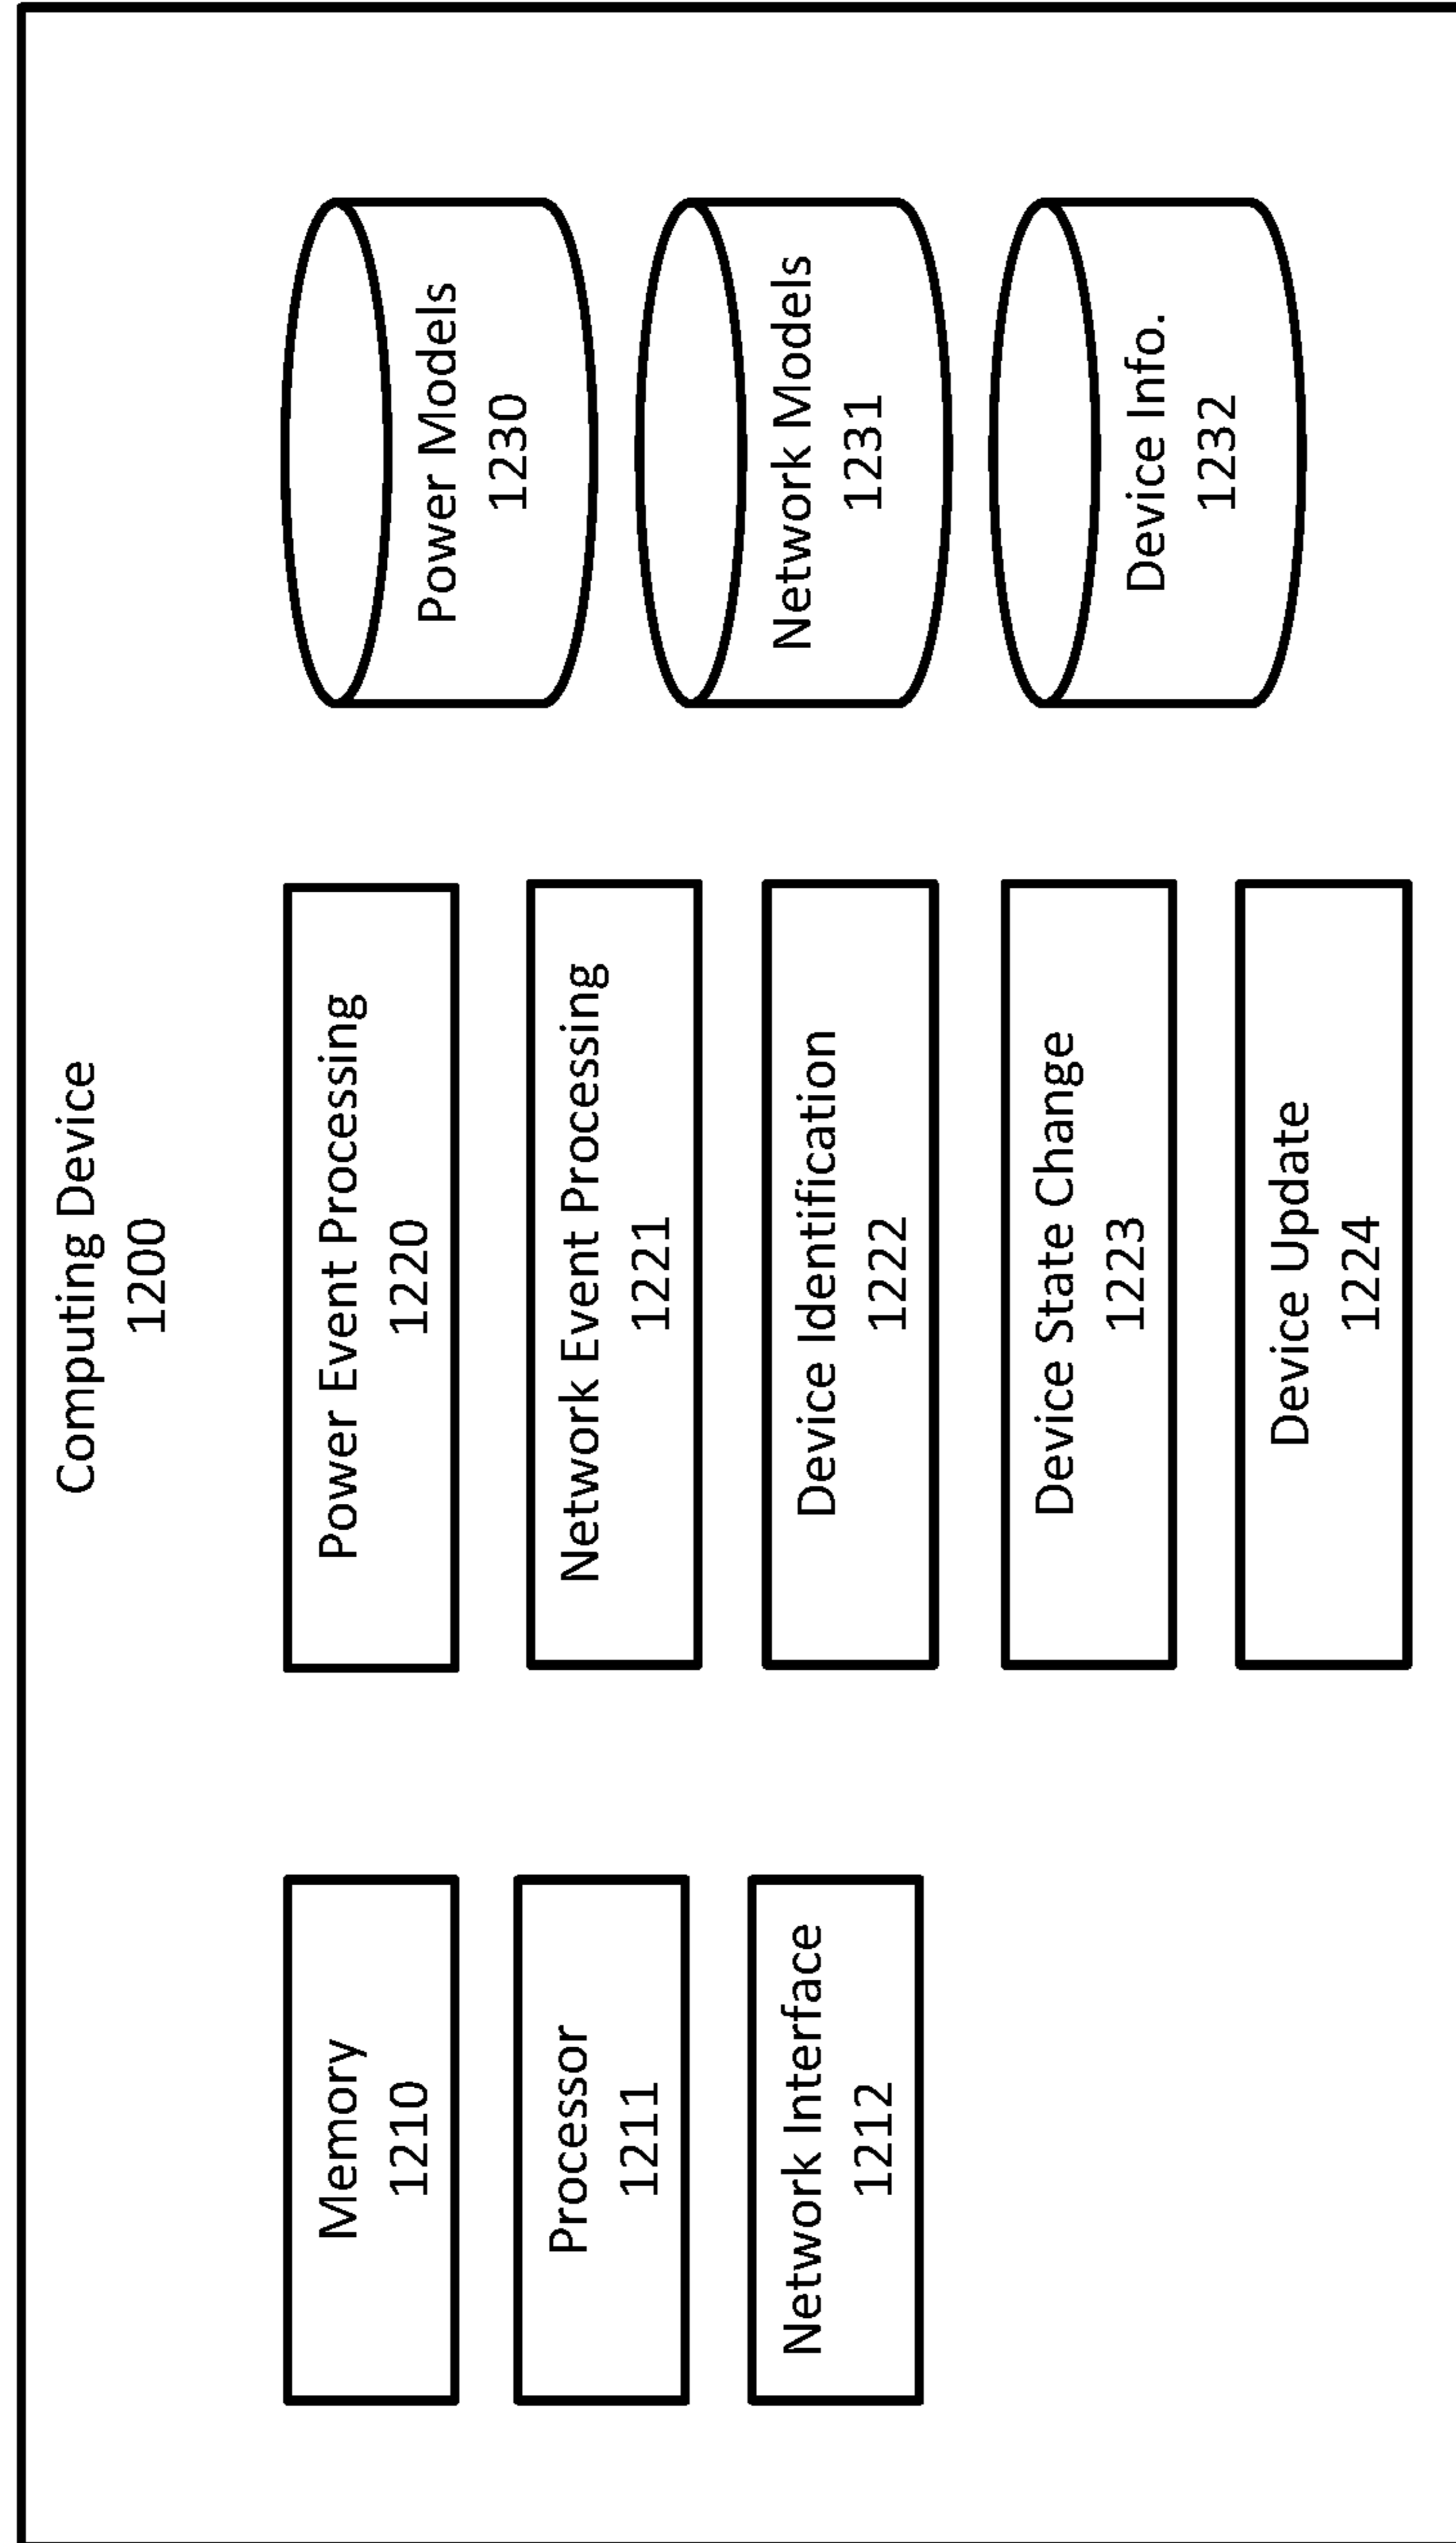 Computing Device
1200
Memory
1210
Processor
1211
Network Interface
1212
Power Event Processing
1220
Network Event Processing
1221
Device Identification
1222
Device State Change
1223
Device Update
1224
Power Models
1230
Network Models
1231
Device Info.
1232